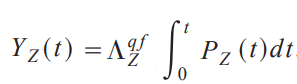 Y_Z(t) = Λ_Z^{qf} ∫_0^t P_Z(t)dt.